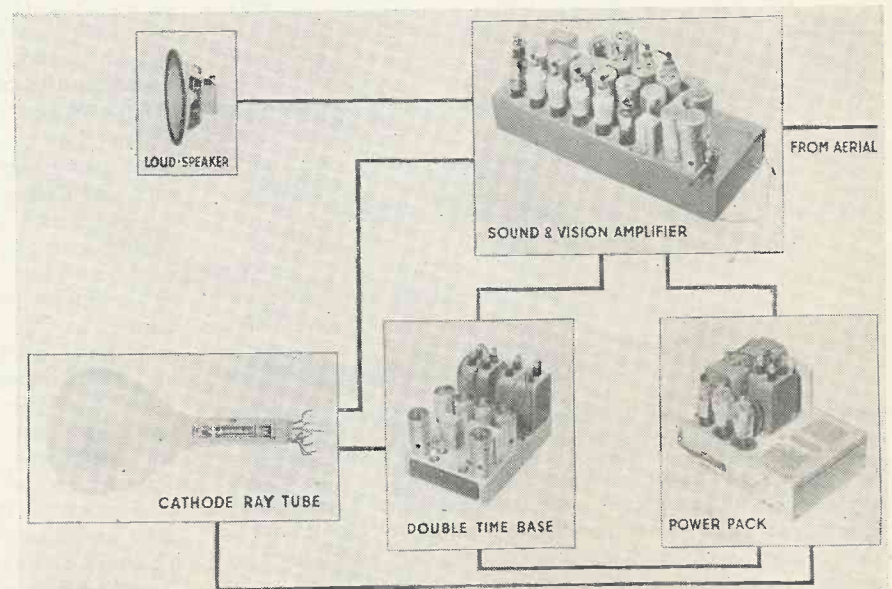 LOUD-SPEAKER
FROM AERIAL
SOUND & VISION AMPLIFIER
CATHODE RAY TUBE
DOUBLE TIME BASE
POWER PACK